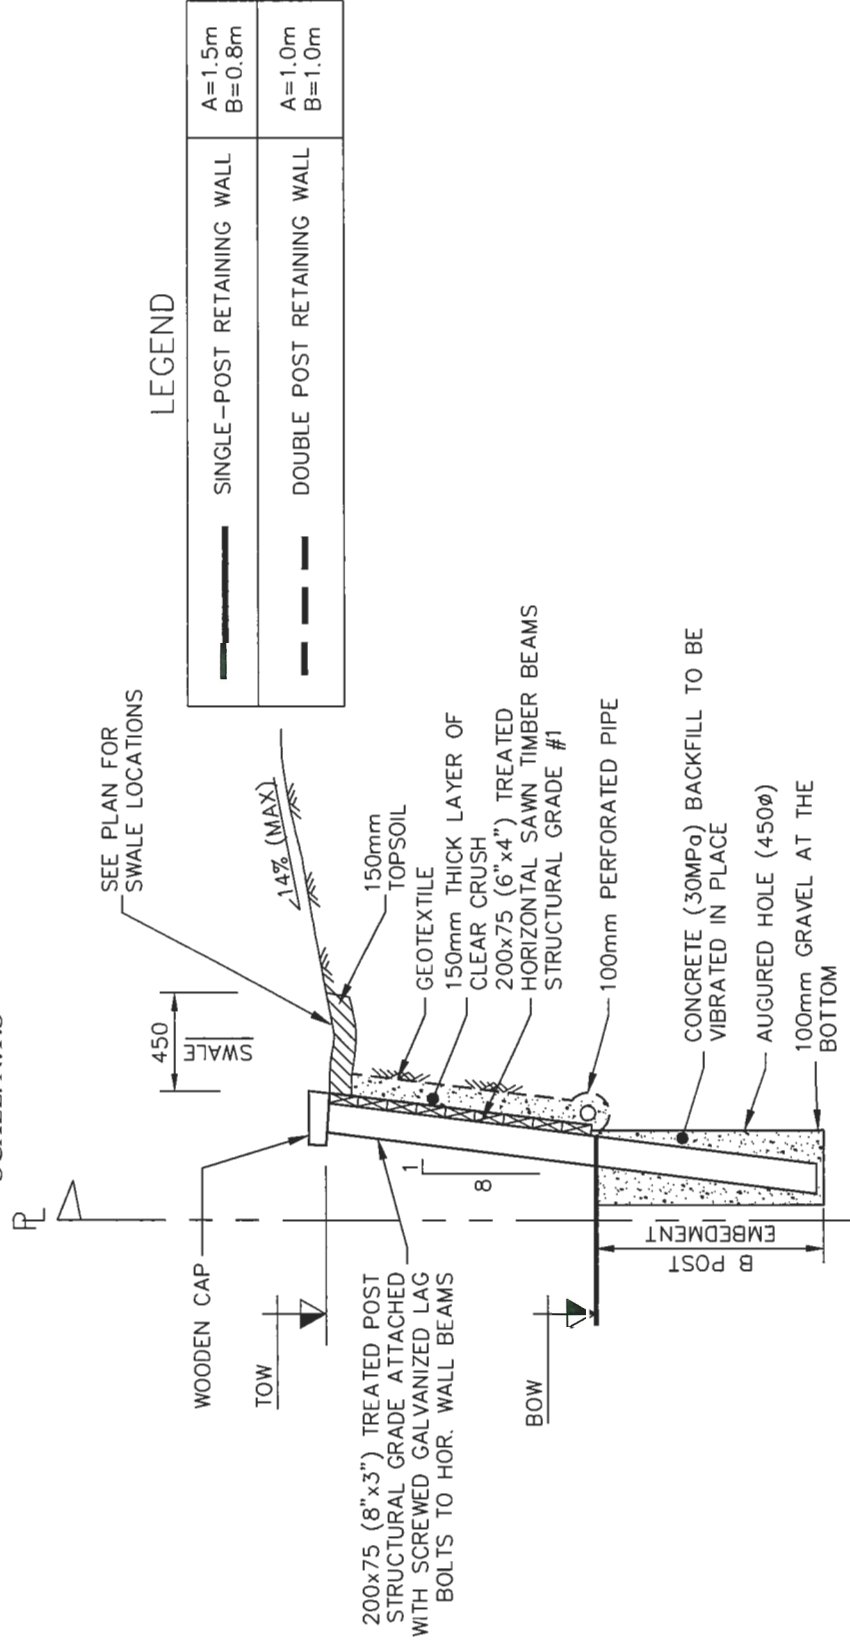 SEE PLAN FOR
SWALE LOCATIONS
450
SWALE
14% (MAX)
150mm
TOPSOIL
GEOTEXTILE
150mm THICK LAYER OF
CLEAR CRUSH
200x75 (6"x4") TREATED
HORIZONTAL SAWN TIMBER BEAMS
STRUCTURAL GRADE #1
100mm PERFORATED PIPE
CONCRETE (30MPa) BACKFILL TO BE
VIBRATED IN PLACE
AUGURED HOLE (450ø)
100mm GRAVEL AT THE
BOTTOM
PL
WOODEN CAP
TOW
200x75 (8"x3") TREATED POST
STRUCTURAL GRADE ATTACHED
WITH SCREWED GALVANIZED LAG
BOLTS TO HOR. WALL BEAMS
1
8
BOW
B POST
EMBEDMENT
LEGEND
SINGLE-POST RETAINING WALL
A=1.5m
B=0.8m
DOUBLE POST RETAINING WALL
A=1.0m
B=1.0m